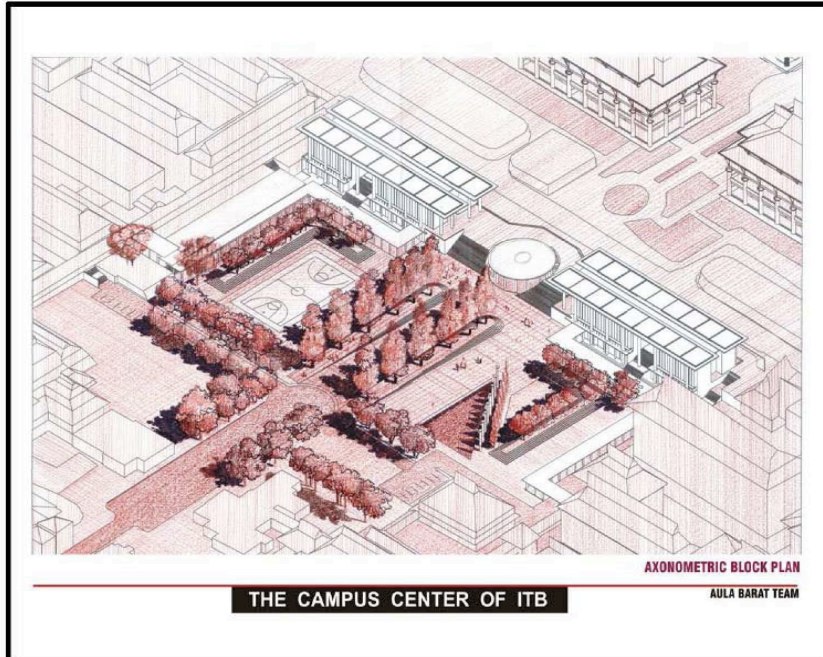 AXONOMETRIC BLOCK PLAN
THE CAMPUS CENTER OF ITB
AULA BARAT TEAM